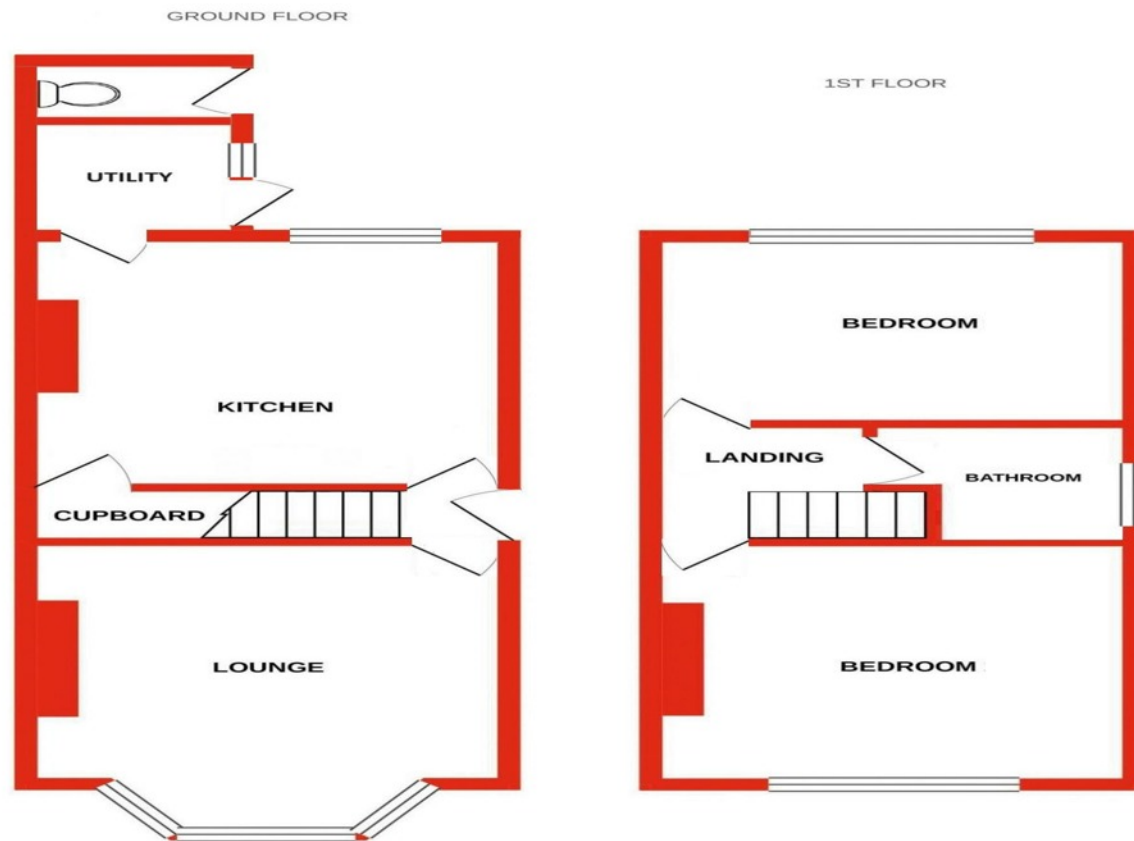 GROUND FLOOR
UTILITY
KITCHEN
CUPBOARD
LOUNGE
1ST FLOOR
BEDROOM
LANDING
BATHROOM
BEDROOM